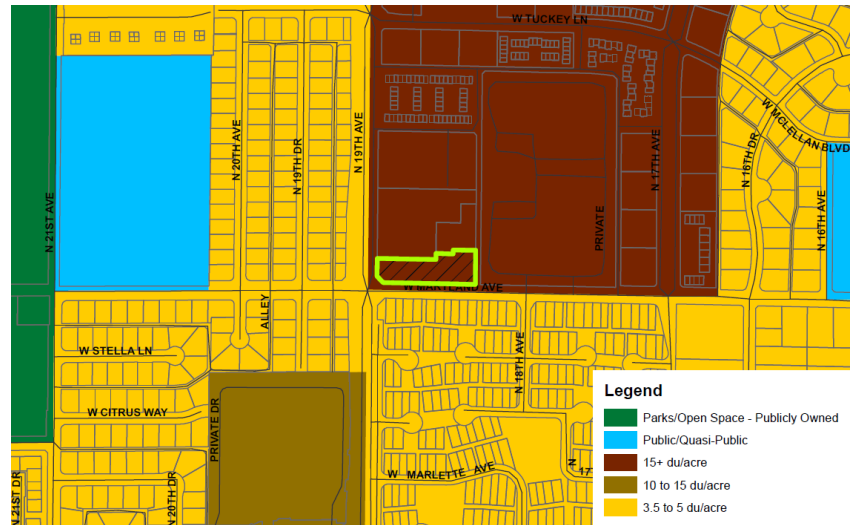 W TUCKEY LN
W MCLELLAN BLVD
N 20TH AVE
N 19TH DR
N 19TH AVE
N 17TH AVE
N 16TH DR
N 16TH AVE
N 21ST AVE
PRIVATE
W MARYLAND AVE
ALLEY
W STELLA LN
N 18TH AVE
W CITRUS WAY
PRIVATE DR
W MARLETTE AVE
N 17
N 21ST DR
N 20TH DR
Legend
Parks/Open Space - Publicly Owned
Public/Quasi-Public
15+ du/acre
10 to 15 du/acre
3.5 to 5 du/acre